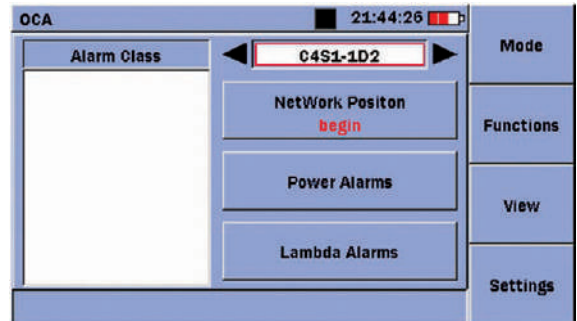 OCA 21:44:26
Alarm Class
C4S1-1D2
NetWork Positon
begin
Power Alarms
Lambda Alarms
Mode
Functions
View
Settings